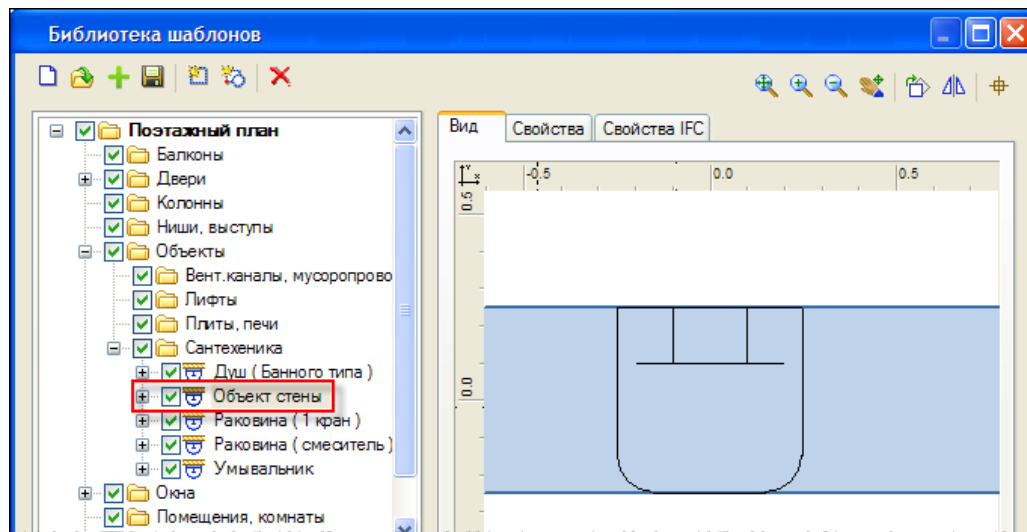 Библиотека шаблонов
Поэтажный план
Балконы
Двери
Колонны
Ниши, выступы
Объекты
Вент.каналы, мусоропрово
Лифты
Плиты, печи
Сантехеника
Душ ( Банного типа )
Объект стены
Раковина ( 1 кран )
Раковина ( смеситель )
Умывальник
Окна
Помещения, комнаты
Вид Свойства Свойства IFC
Y x -0,5 0.0 0.5
0.5
0.0